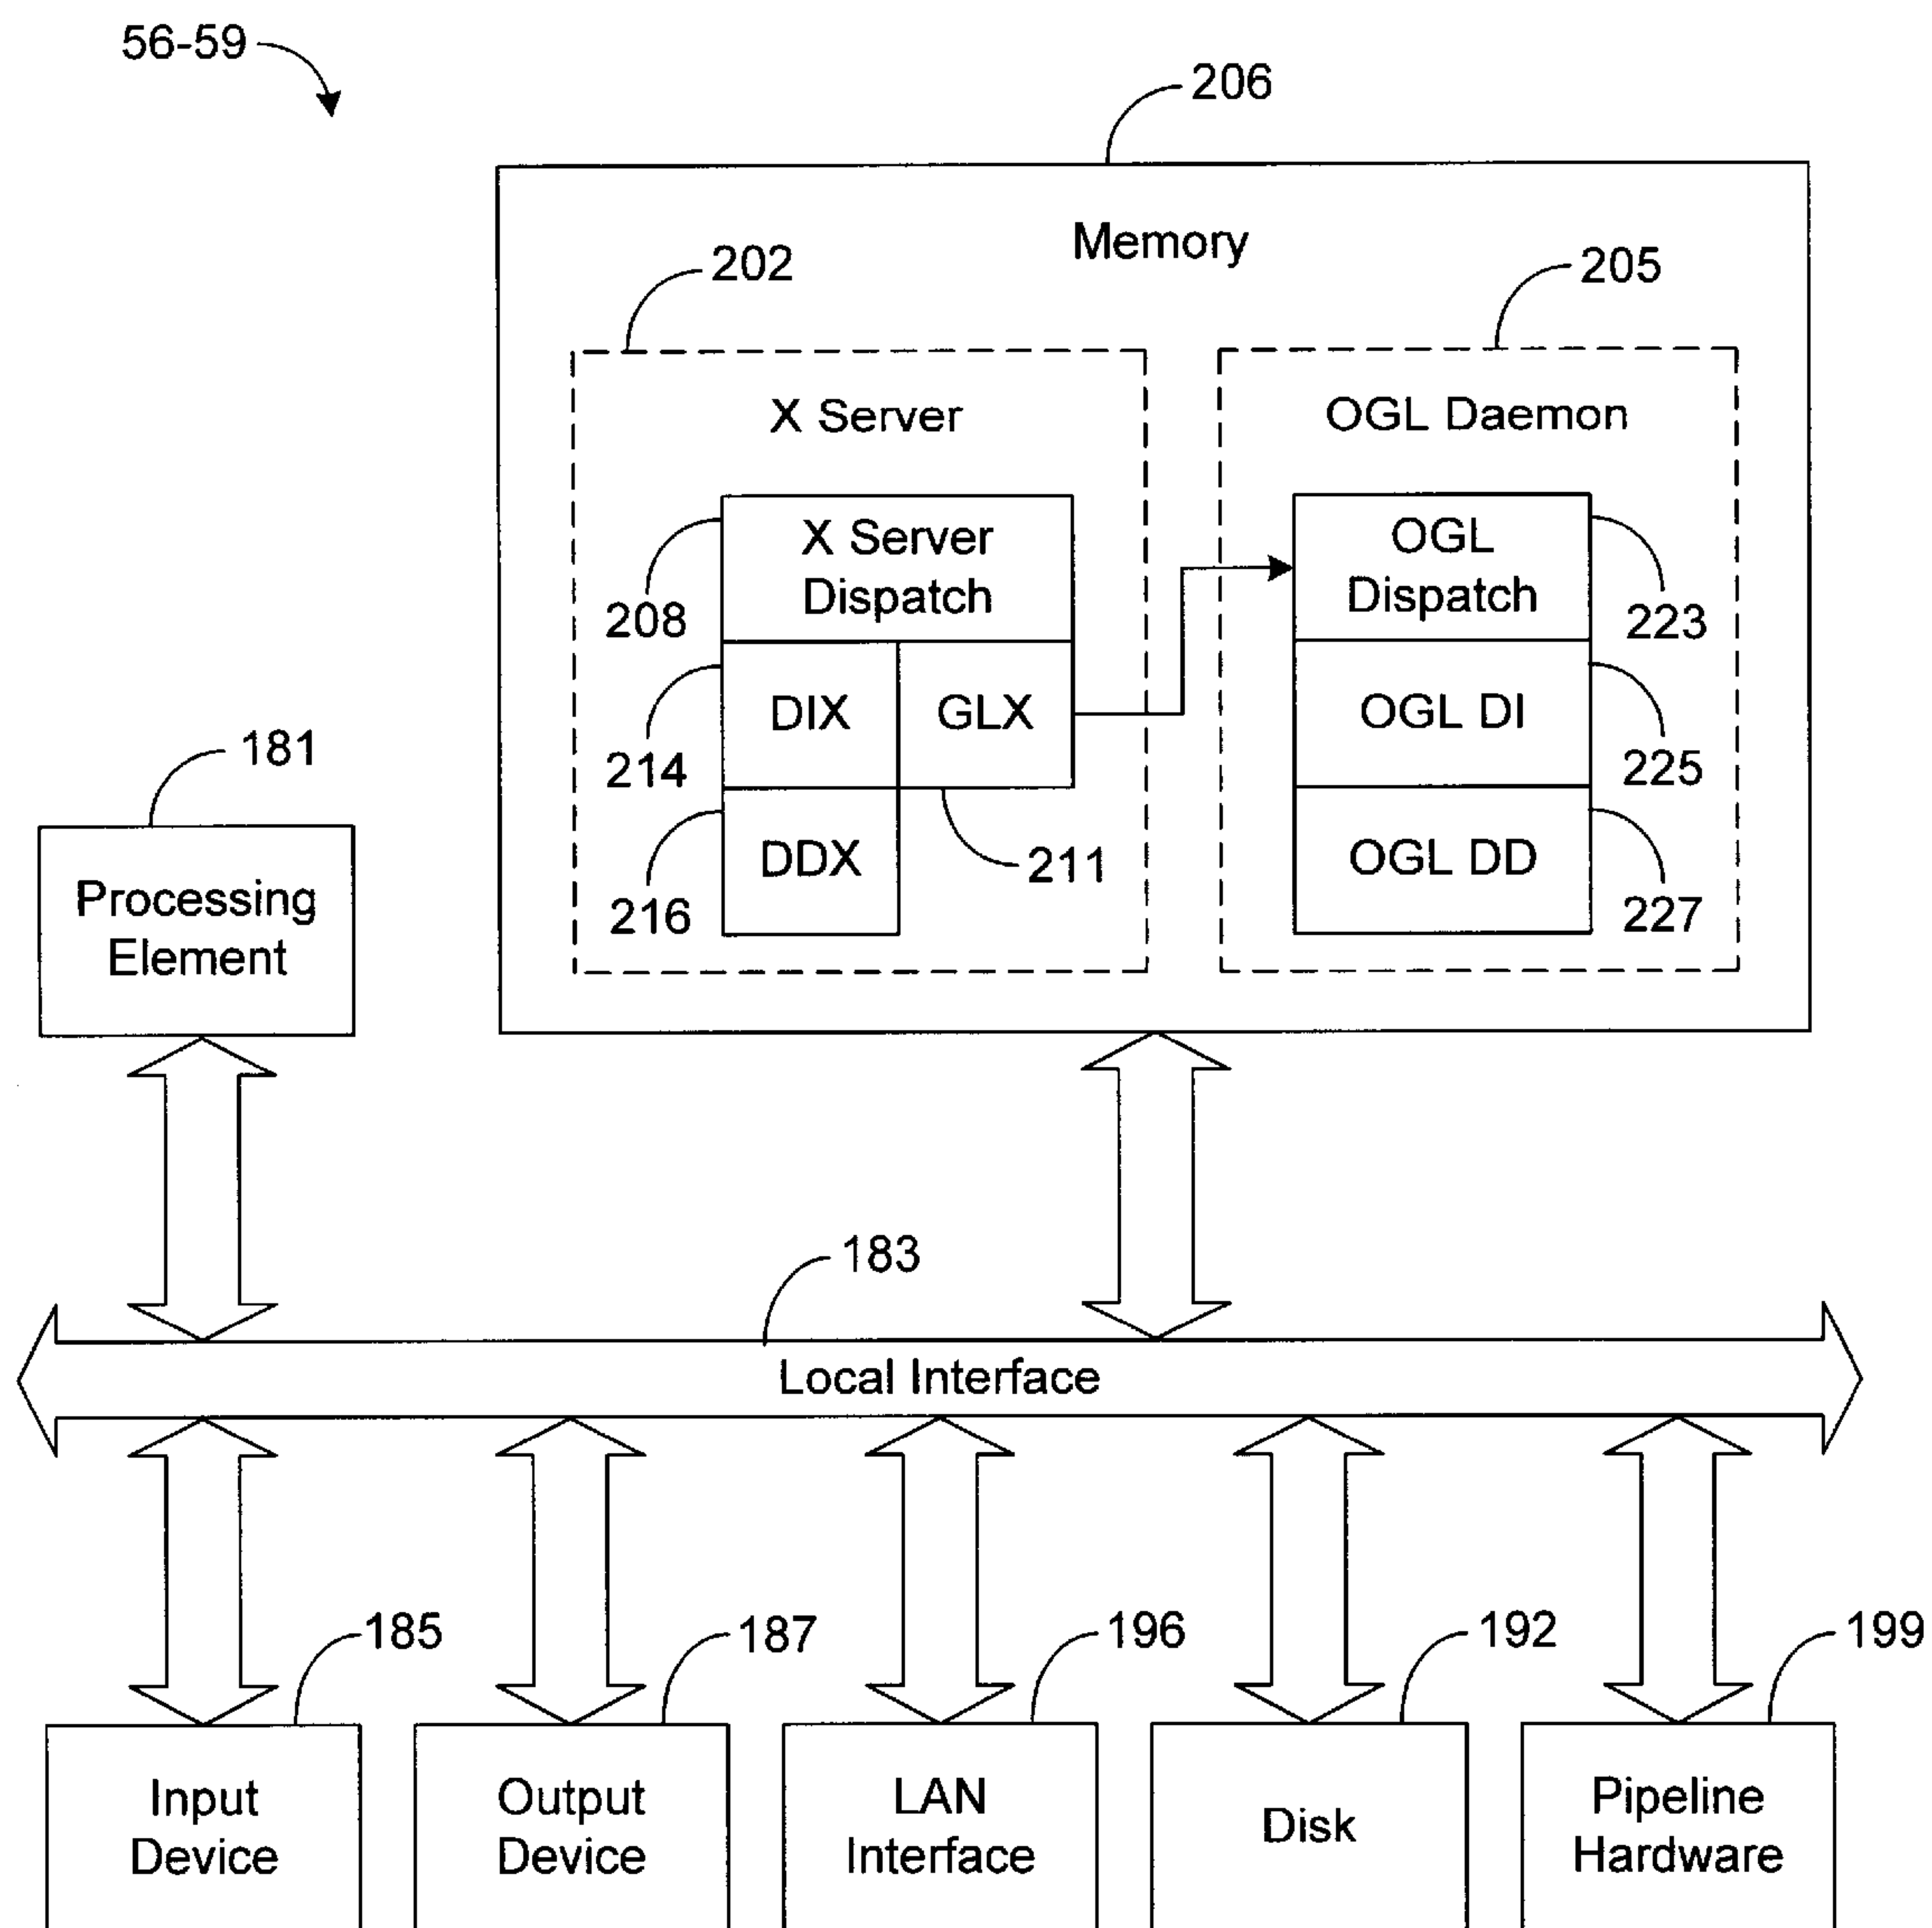 56-59
206
Memory
202
205
X Server
OGL Daemon
X Server
Dispatch
OGL
Dispatch
208
223
DIX
GLX
OGL DI
214
225
181
DDX
211
OGL DD
216
227
Processing
Element
183
Local Interface
185
187
196
192
199
Input
Device
Output
Device
LAN
Interface
Disk
Pipeline
Hardware